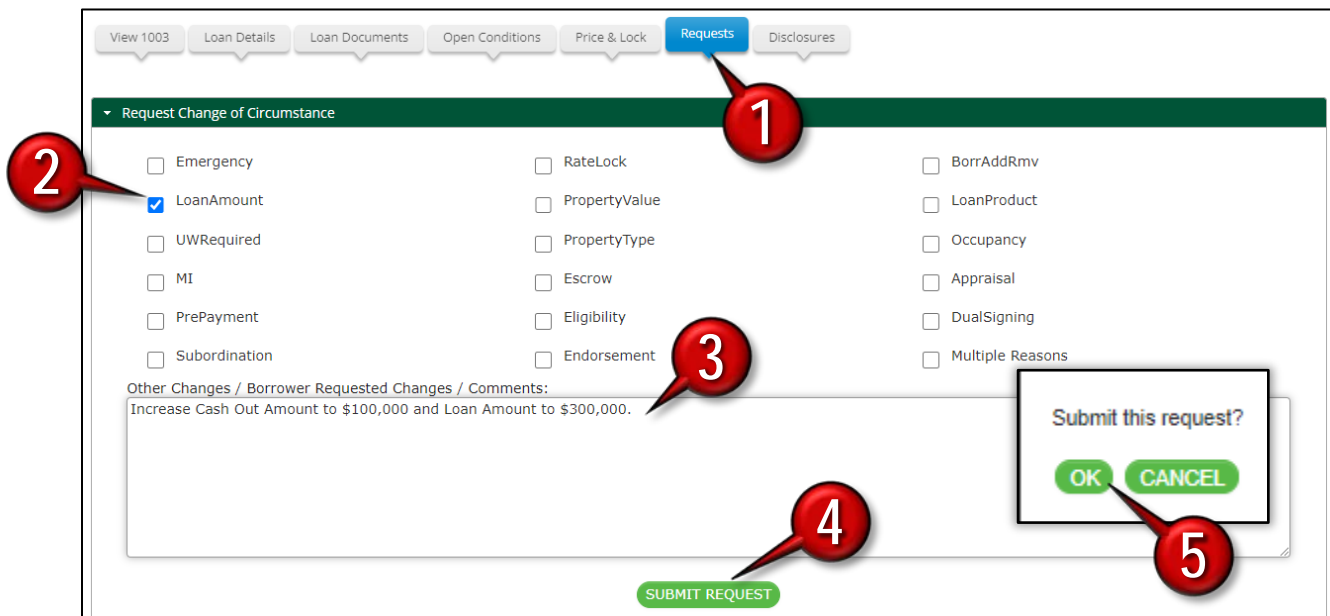 View 1003 Loan Details Loan Documents Open Conditions Price & Lock Requests Disclosures
1
Request Change of Circumstance
2
Emergency RateLock BorrAddRmv
LoanAmount PropertyValue LoanProduct
UWRequired PropertyType Occupancy
MI Escrow Appraisal
PrePayment Eligibility DualSigning
Subordination Endorsement Multiple Reasons
3
Other Changes / Borrower Requested Changes / Comments:
Increase Cash Out Amount to $100,000 and Loan Amount to $300,000.
Submit this request?
OK CANCEL
4
5
SUBMIT REQUEST